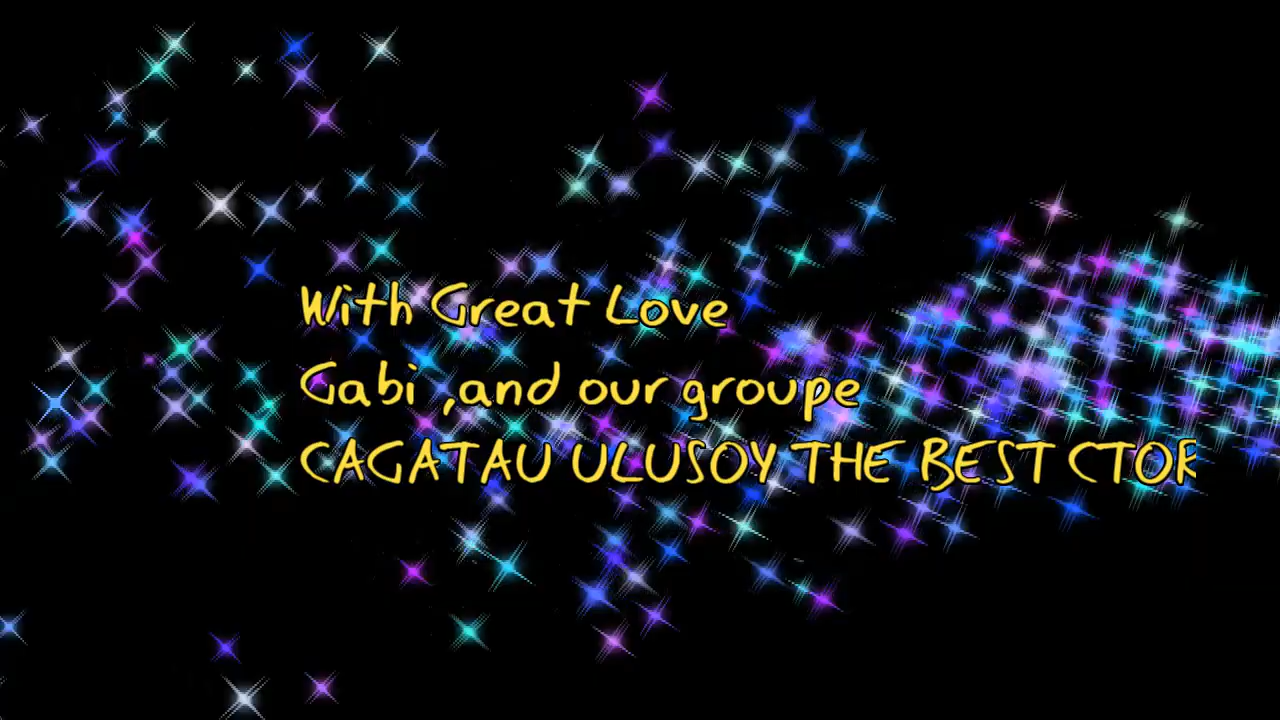 With Great Love
Gabi ,and our groupe
CAGATAU ULUSOY THE BEST CTOR